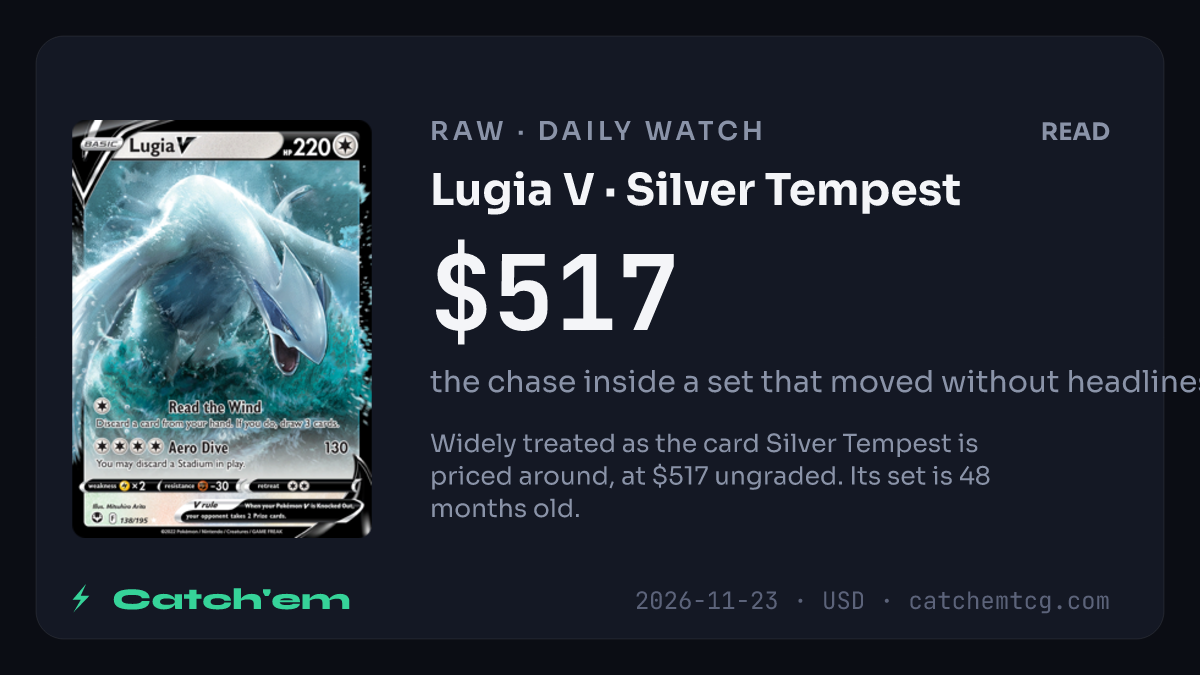 BASIC Lugia V HP 220
Read the Wind
Discard a card from your hand. If you do, draw 3 cards.
Aero Dive 130
You may discard a Stadium in play.
weakness ×2 resistance -30 retreat
Illus. Mitsuhiro Arita
V rule When your Pokémon V is Knocked Out,
your opponent takes 2 Prize cards.
F 138/195
©2022 Pokémon / Nintendo / Creatures / GAME FREAK
RAW · DAILY WATCH
READ
Lugia V · Silver Tempest
$517
the chase inside a set that moved without headlines
Widely treated as the card Silver Tempest is
priced around, at $517 ungraded. Its set is 48
months old.
Catch'em
2026-11-23 · USD · catchemtcg.com